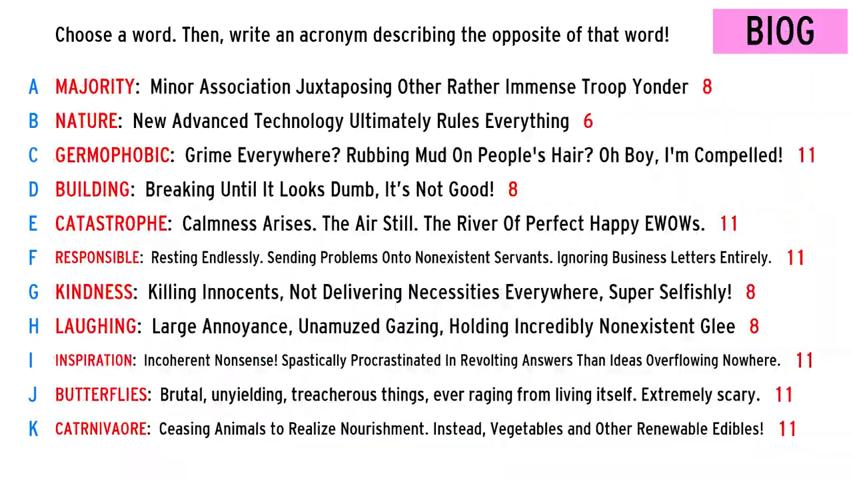 Choose a word. Then, write an acronym describing the opposite of that word!
BIOG
A MAJORITY: Minor Association Juxtaposing Other Rather Immense Troop Yonder 8
B NATURE: New Advanced Technology Ultimately Rules Everything 6
C GERMOPHOBIC: Grime Everywhere? Rubbing Mud On People's Hair? Oh Boy, I'm Compelled! 11
D BUILDING: Breaking Until It Looks Dumb, It's Not Good! 8
E CATASTROPHE: Calmness Arises. The Air Still. The River Of Perfect Happy EWOWs. 11
F RESPONSIBLE: Resting Endlessly. Sending Problems Onto Nonexistent Servants. Ignoring Business Letters Entirely. 11
G KINDNESS: Killing Innocents, Not Delivering Necessities Everywhere, Super Selfishly! 8
H LAUGHING: Large Annoyance, Unamuzed Gazing, Holding Incredibly Nonexistent Glee 8
I INSPIRATION: Incoherent Nonsense! Spastically Procrastinated In Revolting Answers Than Ideas Overflowing Nowhere. 11
J BUTTERFLIES: Brutal, unyielding, treacherous things, ever raging from living itself. Extremely scary. 11
K CATRNIVAORE: Ceasing Animals to Realize Nourishment. Instead, Vegetables and Other Renewable Edibles! 11